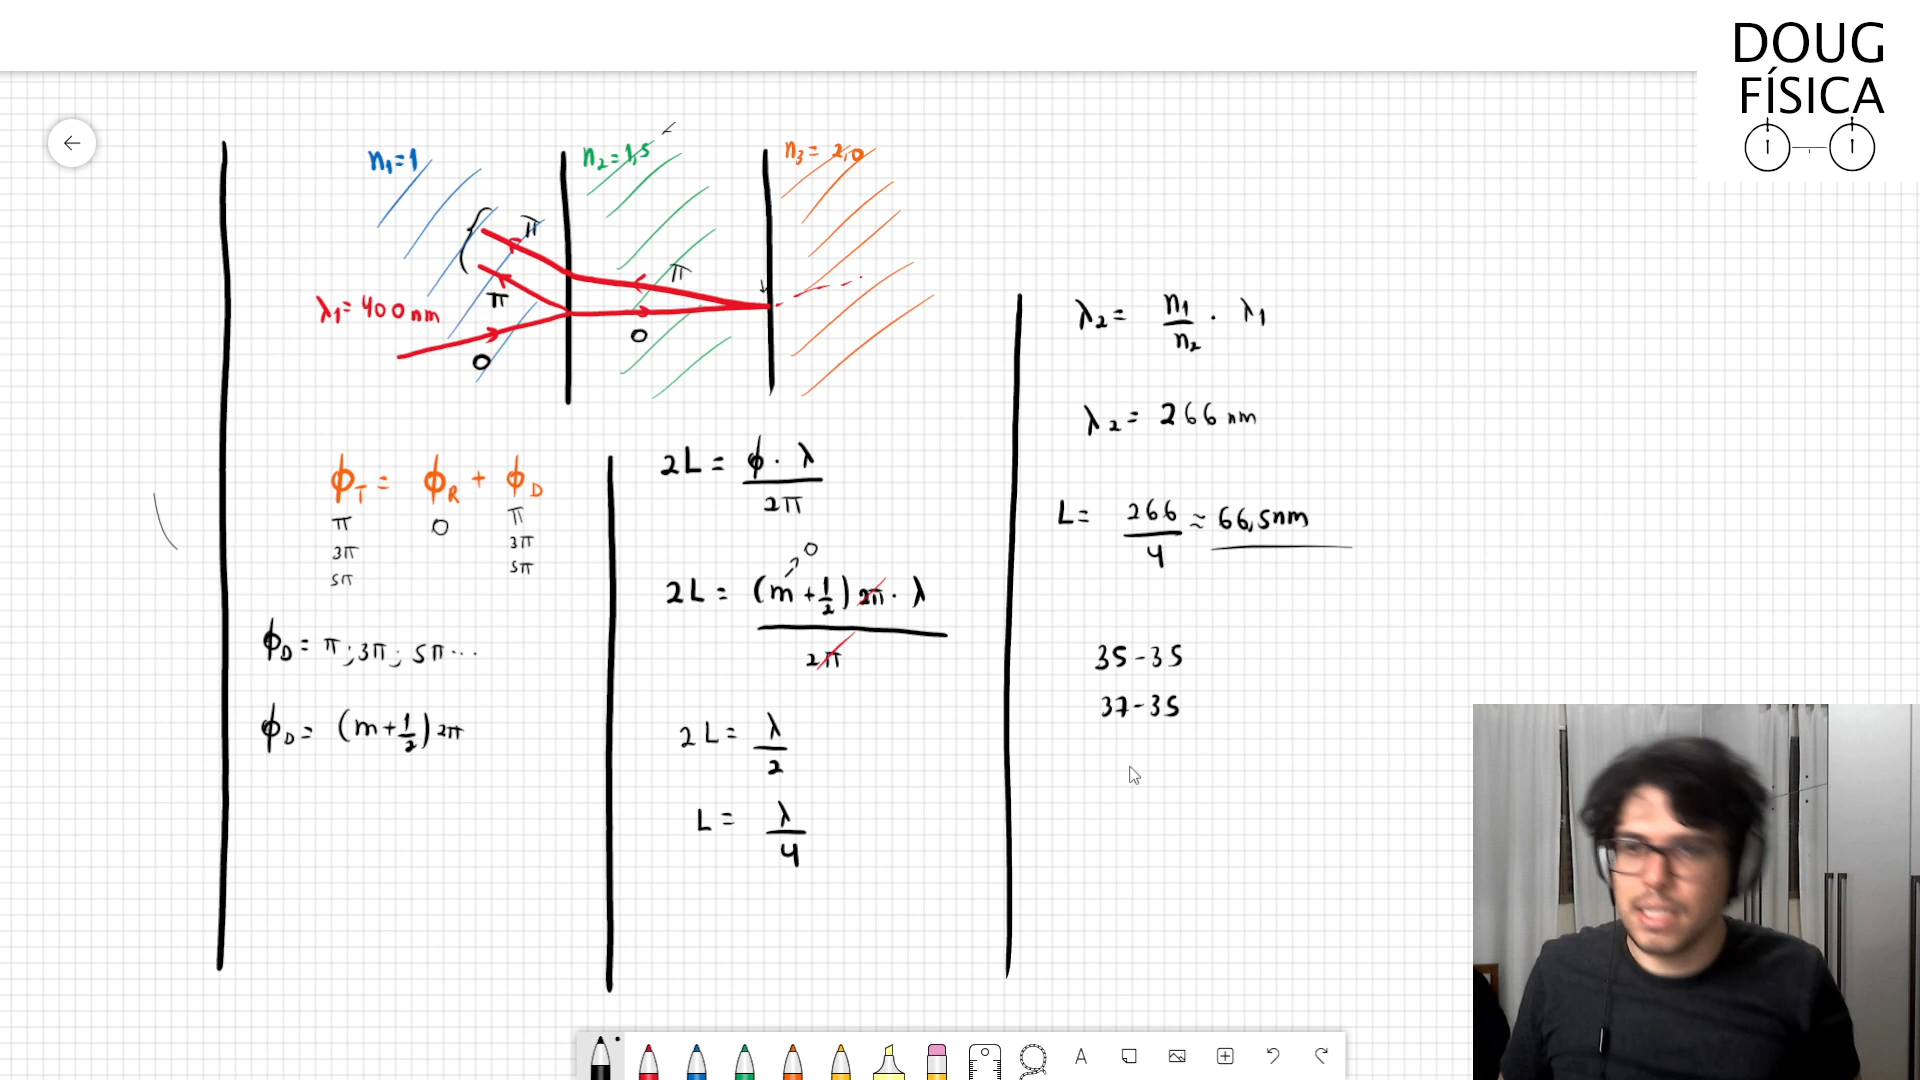 DOUG
FÍSICA
n₁=1
n₂=1,5
n₃= 2,0
π
π
π
λ₁= 400nm
0
0
ϕT = ϕR + ϕD
π 0 π
3π 3π
5π 5π
ϕD= π; 3π; 5π...
ϕD= (m+1/2) 2π
2L= ϕ·λ/2π
0
2L= (m+1/2) 2π·λ/2π
2L= λ/2
L= λ/4
λ₂= n₁/n₂ · λ₁
λ₂= 266 nm
L= 266/4 ≈ 66,5nm
35-35
37-35
A